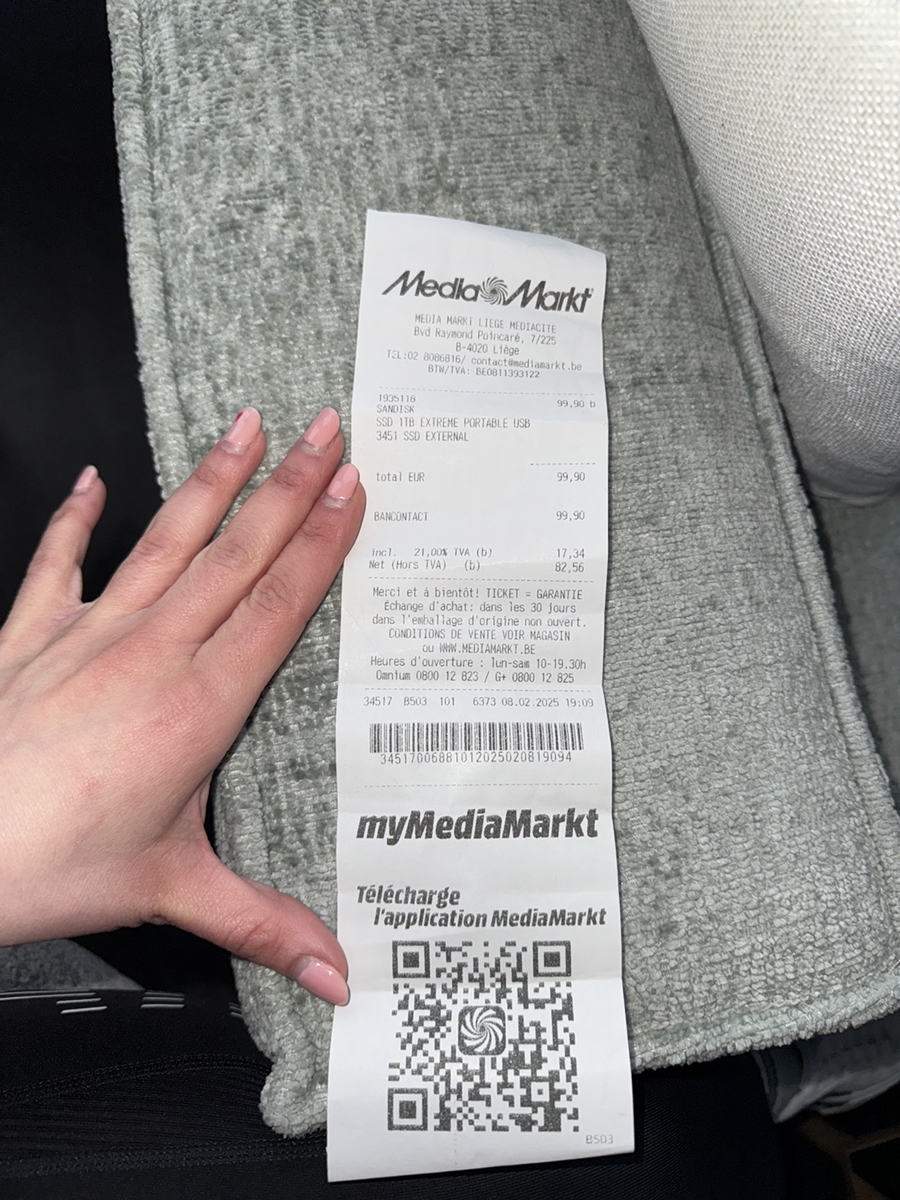 Media Markt
MEDIA MARKT LIEGE MEDIACITE
Bvd Raymond Poincaré, 7/225
B-4020 Liège
TEL:02 8086816/ contact@mediamarkt.be
BTW/TVA: BE0811393122
1935118
SANDISK 99,90 b
SSD 1TB EXTREME PORTABLE USB
3451 SSD EXTERNAL
total EUR 99,90
BANCONTACT 99,90
incl. 21,00% TVA (b) 17,34
Net (Hors TVA) (b) 82,56
Merci et à bientôt! TICKET = GARANTIE
Échange d'achat: dans les 30 jours
dans l'emballage d'origine non ouvert.
CONDITIONS DE VENTE VOIR MAGASIN
ou WWW.MEDIAMARKT.BE
Heures d'ouverture : lun-sam 10-19.30h
Omnium 0800 12 823 / G+ 0800 12 825
34517 B503 101 6373 08.02.2025 19:09
34517006881012025020819094
myMediaMarkt
Télécharge
l'application MediaMarkt
B503